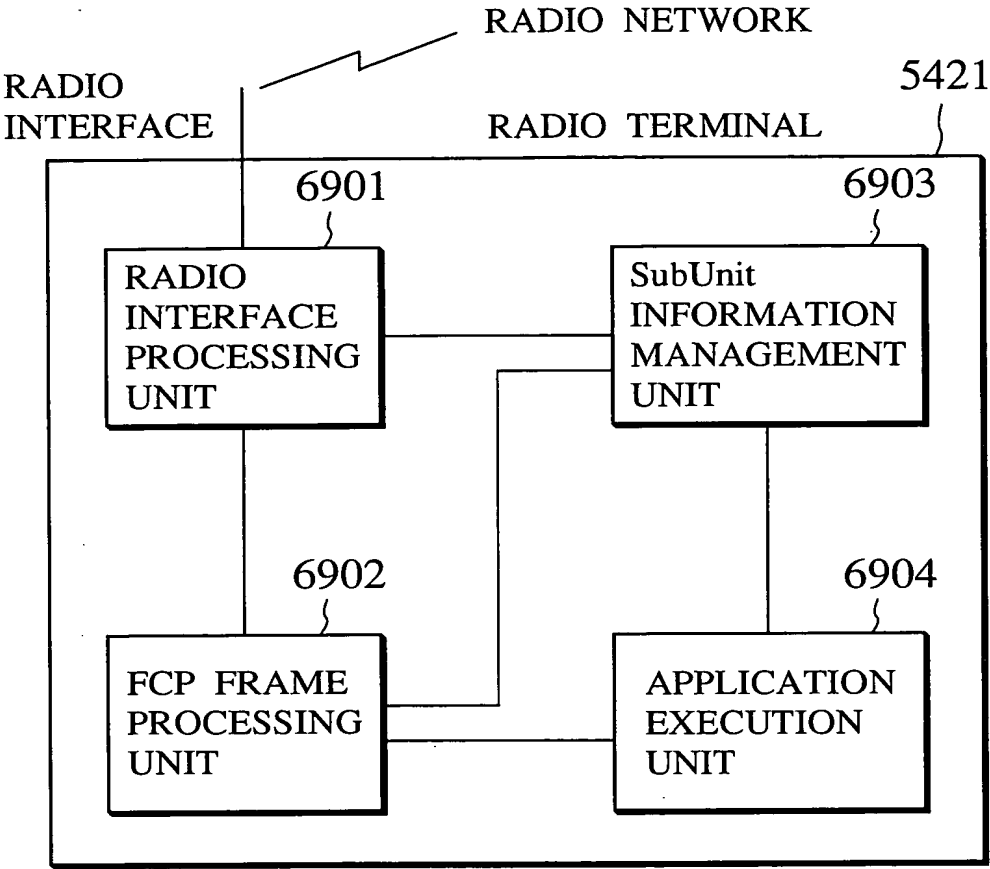 RADIO NETWORK
RADIO
INTERFACE
RADIO TERMINAL
5421
6901
6903
RADIO
INTERFACE
PROCESSING
UNIT
SubUnit
INFORMATION
MANAGEMENT
UNIT
6902
6904
FCP FRAME
PROCESSING
UNIT
APPLICATION
EXECUTION
UNIT